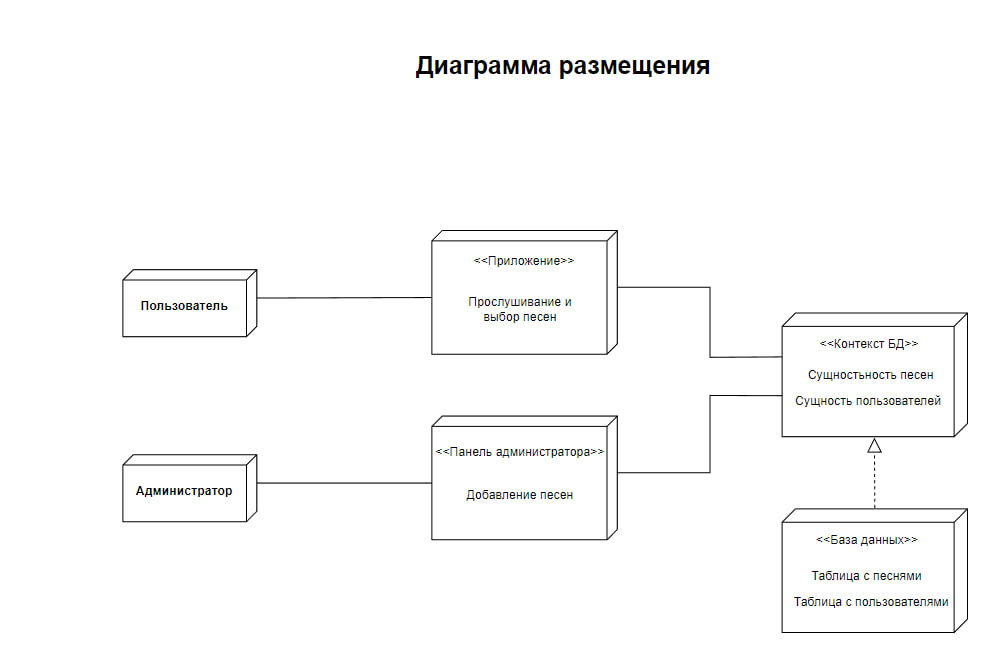 Диаграмма размещения
<<Приложение>>
Прослушивание и
выбор песен
Пользователь
<<Контекст БД>>
Сущностьность песен
Сущность пользователей
<<Панель администратора>>
Добавление песен
Администратор
<<База данных>>
Таблица с песнями
Таблица с пользователями